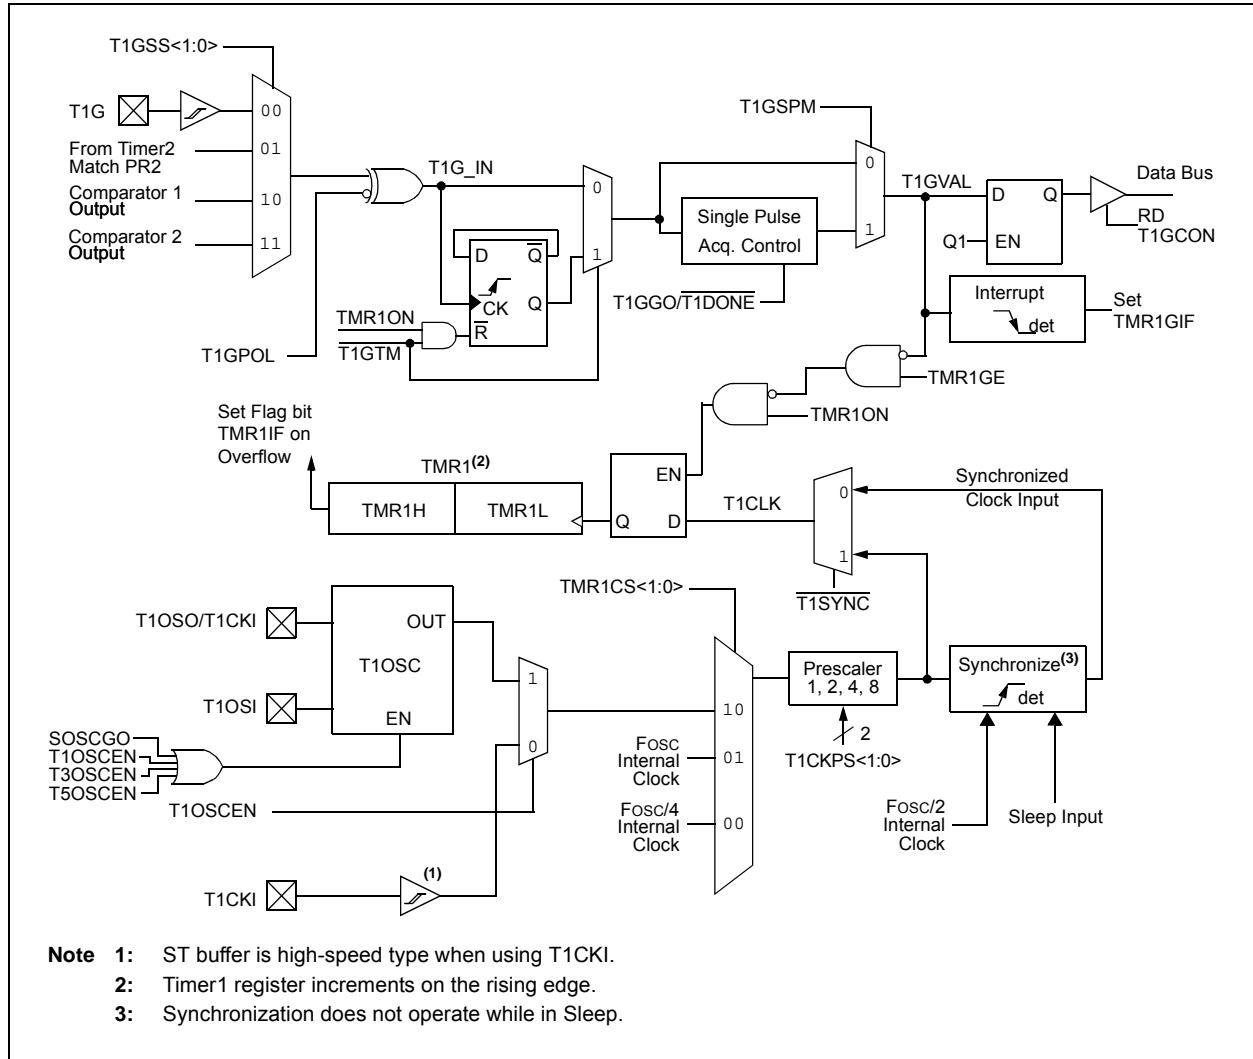 T1GSS<1:0>
T1G
00
From Timer2
Match PR2
01
Comparator 1
Output
10
Comparator 2
Output
11
T1GPOL
T1G_IN
D
Q
CK
Q
R
TMR1ON
T1GTM
0
1
Single Pulse
Acq. Control
T1GGO/T1DONE
T1GSPM
0
1
T1GVAL
D
Q
Q1
EN
Data Bus
RD
T1GCON
Interrupt
det
Set
TMR1GIF
TMR1GE
TMR1ON
Set Flag bit
TMR1IF on
Overflow
TMR1(2)
TMR1H
TMR1L
EN
Q
D
T1CLK
0
1
T1SYNC
Synchronized
Clock Input
T1OSO/T1CKI
OUT
T1OSC
T1OSI
EN
SOSCGO
T1OSCEN
T3OSCEN
T5OSCEN
T1OSCEN
1
0
T1CKI
(1)
TMR1CS<1:0>
10
FOSC
Internal
Clock
01
FOSC/4
Internal
Clock
00
Prescaler
1, 2, 4, 8
2
T1CKPS<1:0>
Synchronize(3)
det
FOSC/2
Internal
Clock
Sleep Input
Note 1: ST buffer is high-speed type when using T1CKI.
2: Timer1 register increments on the rising edge.
3: Synchronization does not operate while in Sleep.